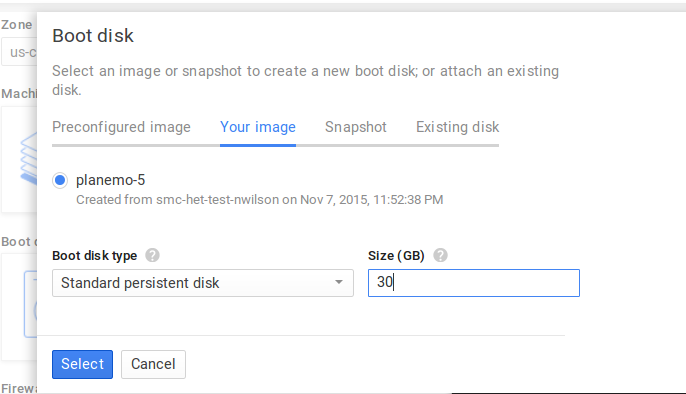 Zone
us-c
Machi
Boot d
Firewa
Boot disk
Select an image or snapshot to create a new boot disk; or attach an existing
disk.
Preconfigured image Your image Snapshot Existing disk
planemo-5
Created from smc-het-test-nwilson on Nov 7, 2015, 11:52:38 PM
Boot disk type ? Size (GB) ?
Standard persistent disk 30
Select Cancel